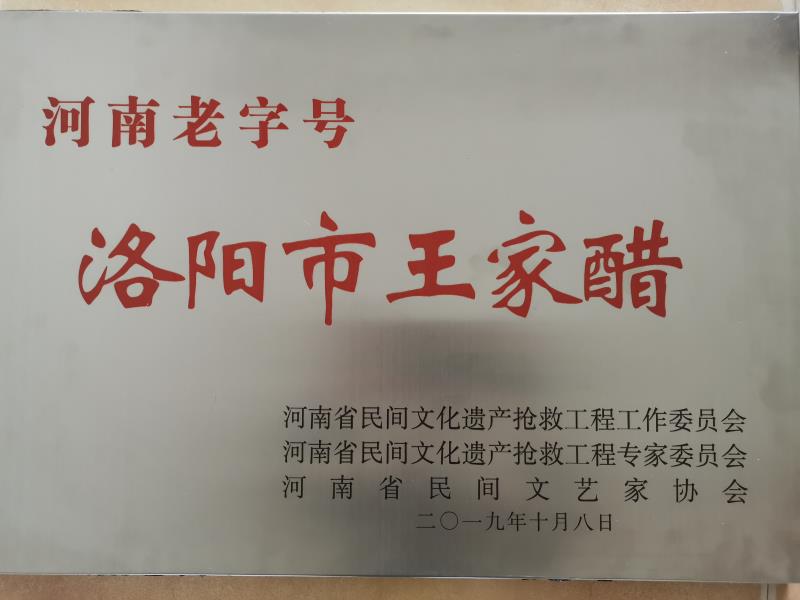 河南老字号
洛阳市王家醋
河南省民间文化遗产抢救工程工作委员会
河南省民间文化遗产抢救工程专家委员会
河南省民间文艺家协会
二〇一九年十月八日